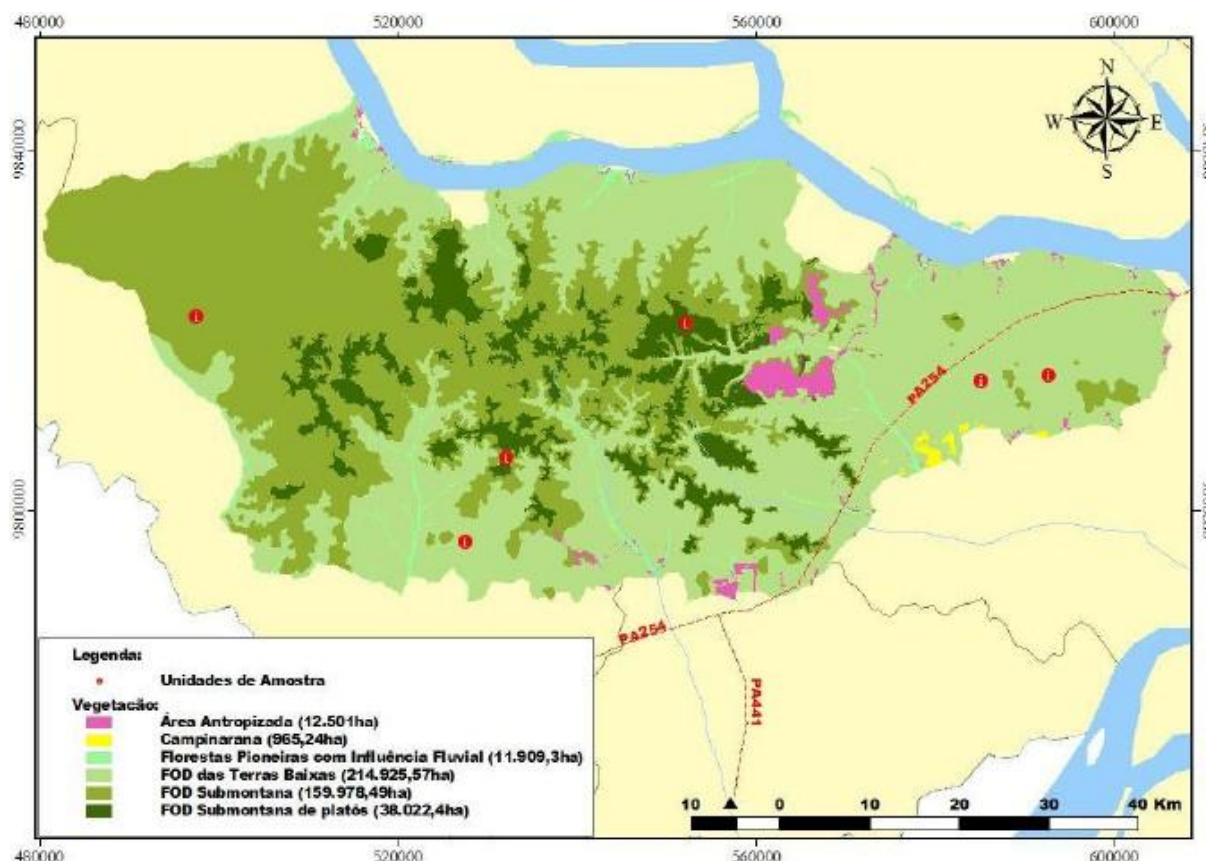 480000 520000 560000 600000
N
W E
S
9840000
PA254
9800000
PA254
PA441
Legenda:
Unidades de Amostra
Vegetação:
Área Antropizada (12.501ha)
Campinarana (965,24ha)
Florestas Pioneiras com Influência Fluvial (11.909,3ha)
FOD das Terras Baixas (214.925,57ha)
FOD Submontana (159.978,49ha)
FOD Submontana de platôs (38.022,4ha)
10 0 10 20 30 40 Km
480000 520000 560000 600000